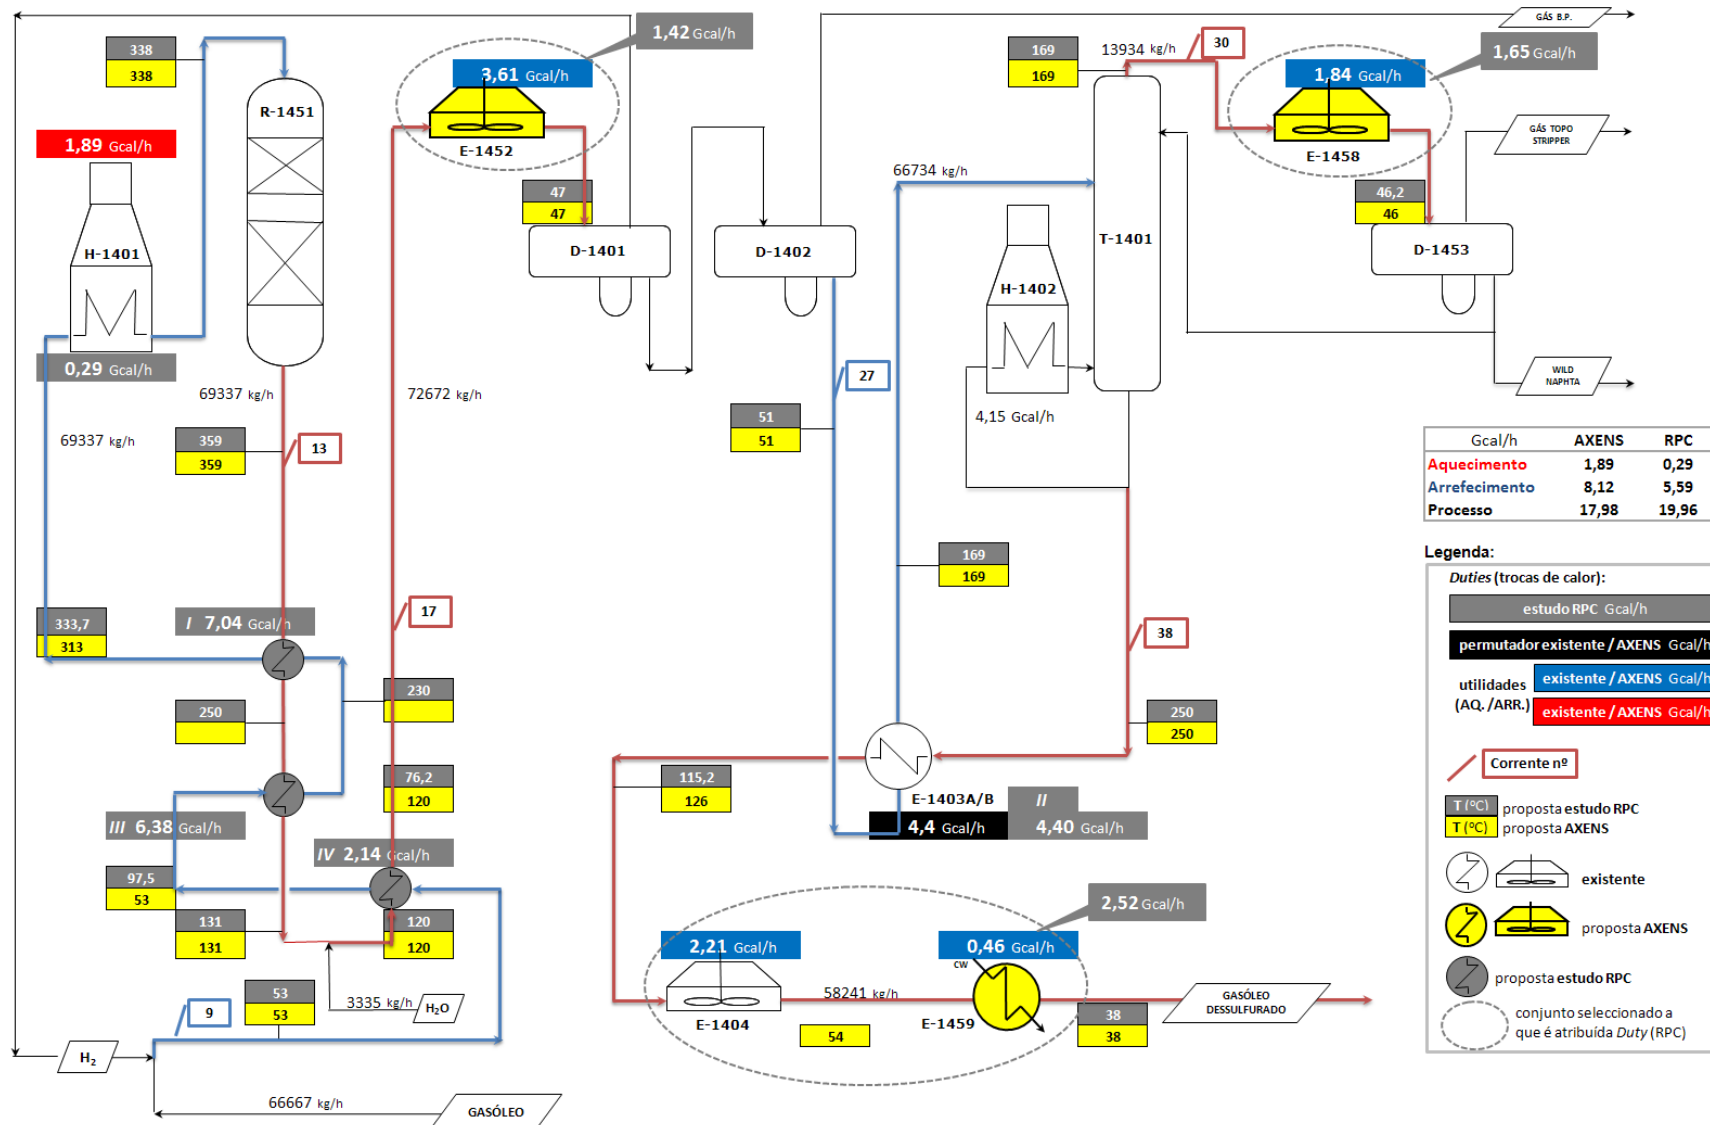 GÁS B.P.
1,42 Gcal/h
338
338
169
169
13934 kg/h
30
1,65 Gcal/h
3,61 Gcal/h
1,84 Gcal/h
R-1451
1,89 Gcal/h
E-1452
E-1458
GÁS TOPO
STRIPPER
66734 kg/h
47
47
46,2
46
H-1401
D-1401
D-1402
T-1401
D-1453
H-1402
0,29 Gcal/h
69337 kg/h
72672 kg/h
27
WILD
NAPHTA
51
51
4,15 Gcal/h
69337 kg/h
359
359
13
Gcal/h AXENS RPC
Aquecimento 1,89 0,29
Arrefecimento 8,12 5,59
Processo 17,98 19,96
169
169
Legenda:
Duties (trocas de calor):
estudo RPC Gcal/h
permutador existente / AXENS Gcal/h
utilidades
(AQ. /ARR.)
existente / AXENS Gcal/h
existente / AXENS Gcal/h
Corrente nº
T (ºC) proposta estudo RPC
T (ºC) proposta AXENS
existente
proposta AXENS
proposta estudo RPC
conjunto seleccionado a
que é atribuída Duty (RPC)
333,7
313
I 7,04 Gcal/h
17
38
230
250
250
250
76,2
120
115,2
126
E-1403A/B
II
4,4 Gcal/h
4,40 Gcal/h
III 6,38 Gcal/h
IV 2,14 Gcal/h
97,5
53
131
131
120
120
2,52 Gcal/h
2,21 Gcal/h
0,46 Gcal/h
CW
53
53
3335 kg/h
H2O
9
58241 kg/h
GASÓLEO
DESSULFURADO
E-1404
E-1459
54
38
38
H2
66667 kg/h
GASÓLEO